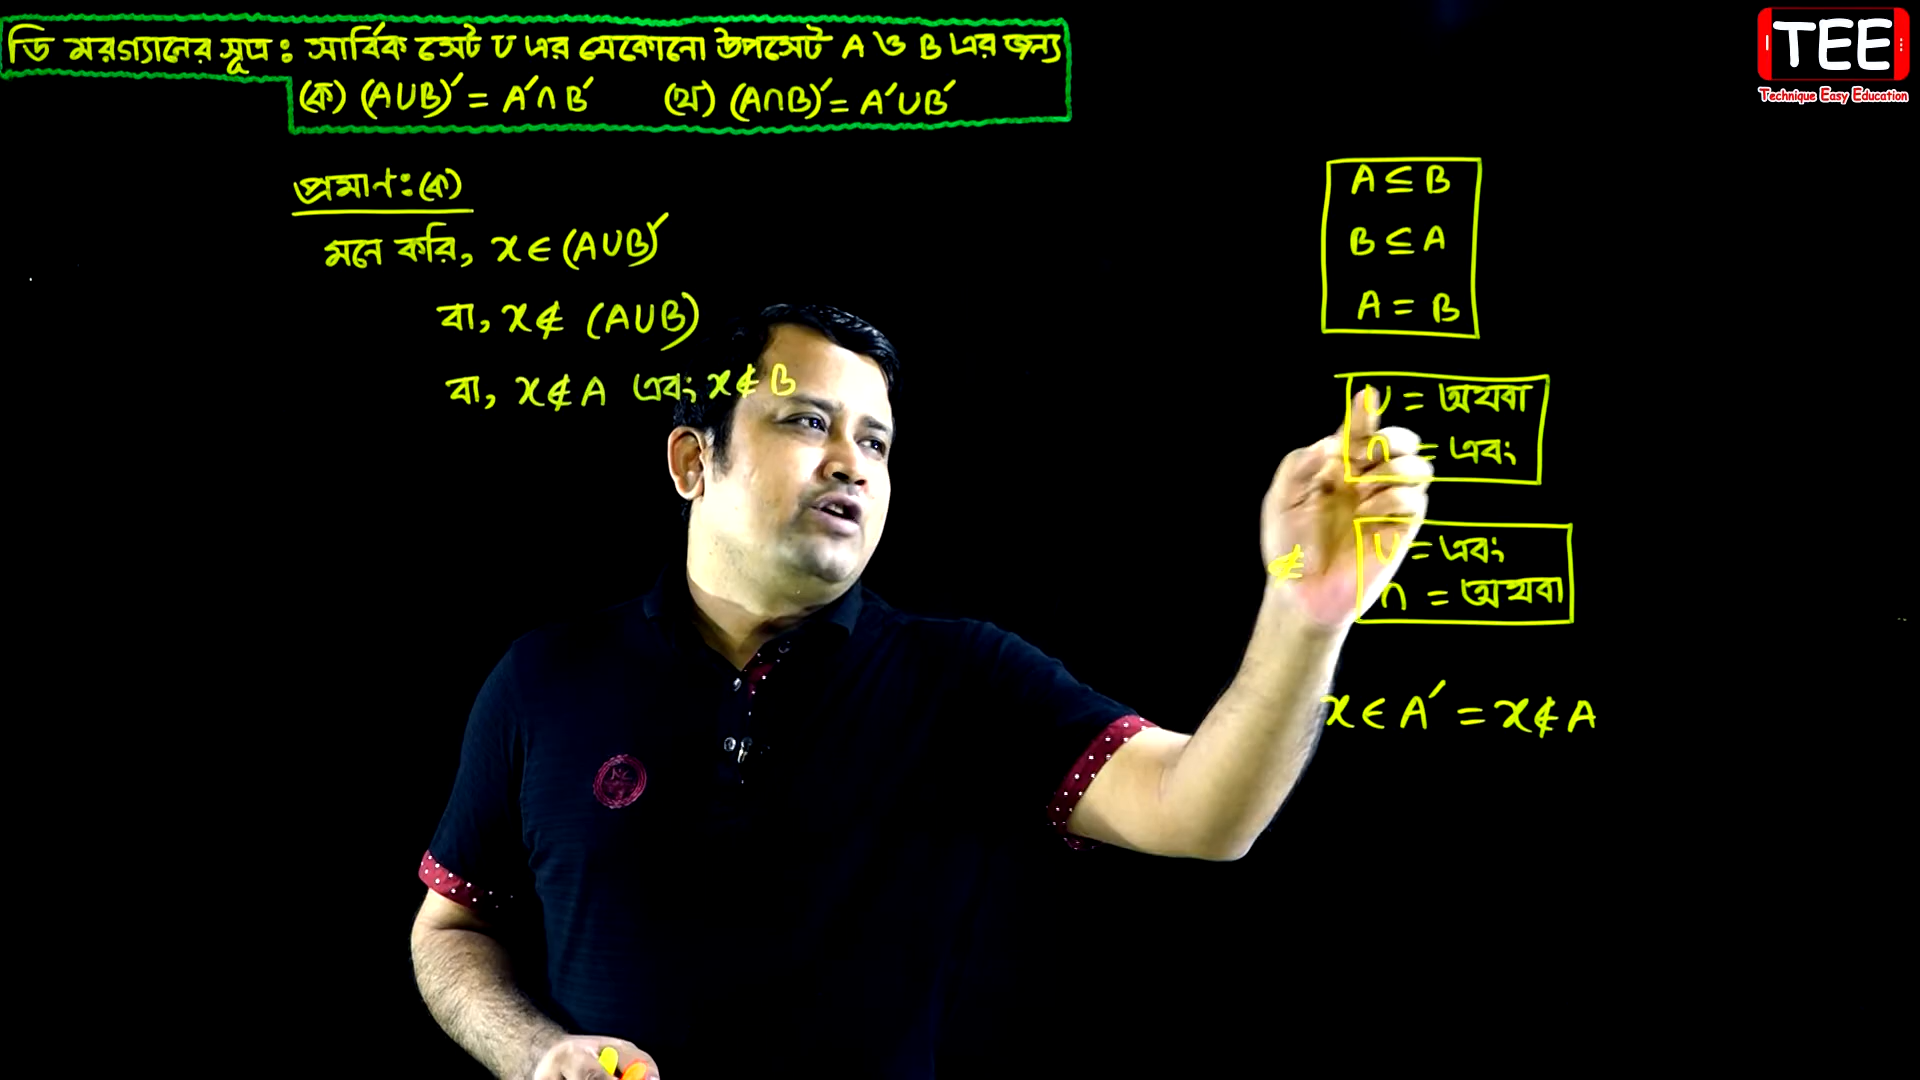 ডি মরগ্যানের সূত্র : সার্বিক সেট U এর যেকোনো উপসেট A ও B এর জন্য
(ক) (A∪B)′ = A′∩B′ (খ) (A∩B)′ = A′∪B′
প্রমাণ : (ক)
মনে করি, x ∈ (A∪B)′
বা, x ∉ (A∪B)
বা, x ∉ A এবং x ∉ B
A ⊆ B
B ⊆ A
A = B
∪ = অথবা
∩ = এবং
∉ ∪ = এবং
∩ = অথবা
x ∈ A′ = x ∉ A
TEE
Technique Easy Education